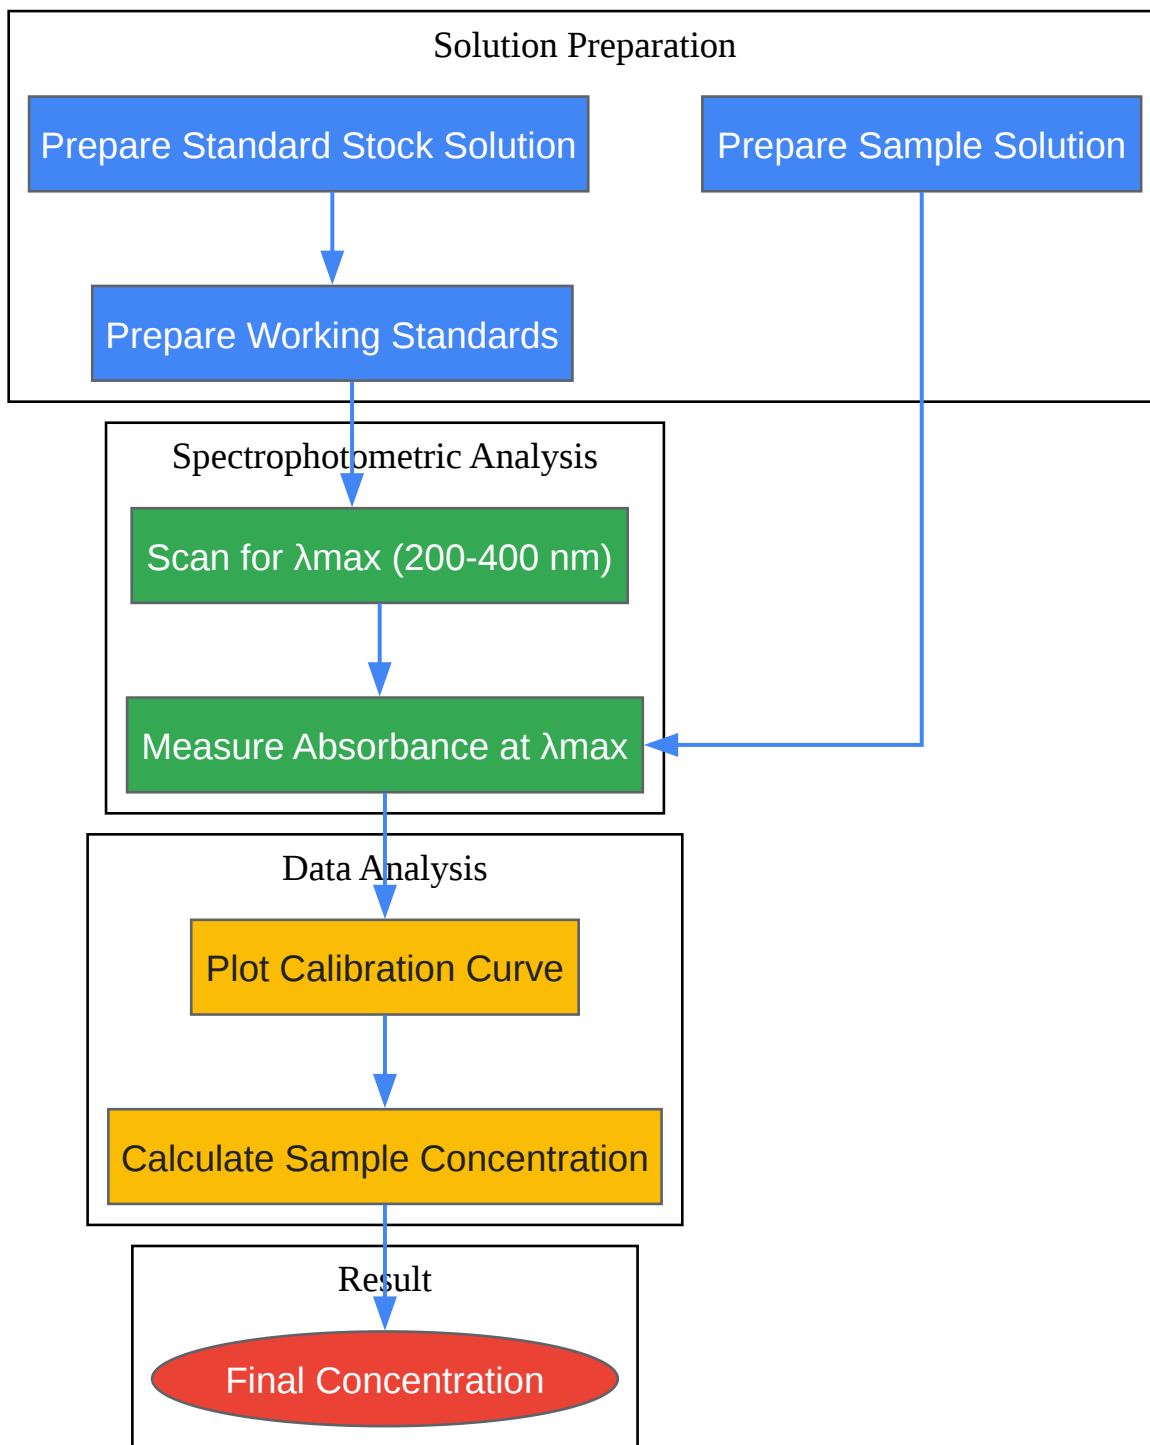 Solution Preparation
Prepare Standard Stock Solution
Prepare Sample Solution
Prepare Working Standards
Spectrophotometric Analysis
Scan for λmax (200-400 nm)
Measure Absorbance at λmax
Data Analysis
Plot Calibration Curve
Calculate Sample Concentration
Result
Final Concentration